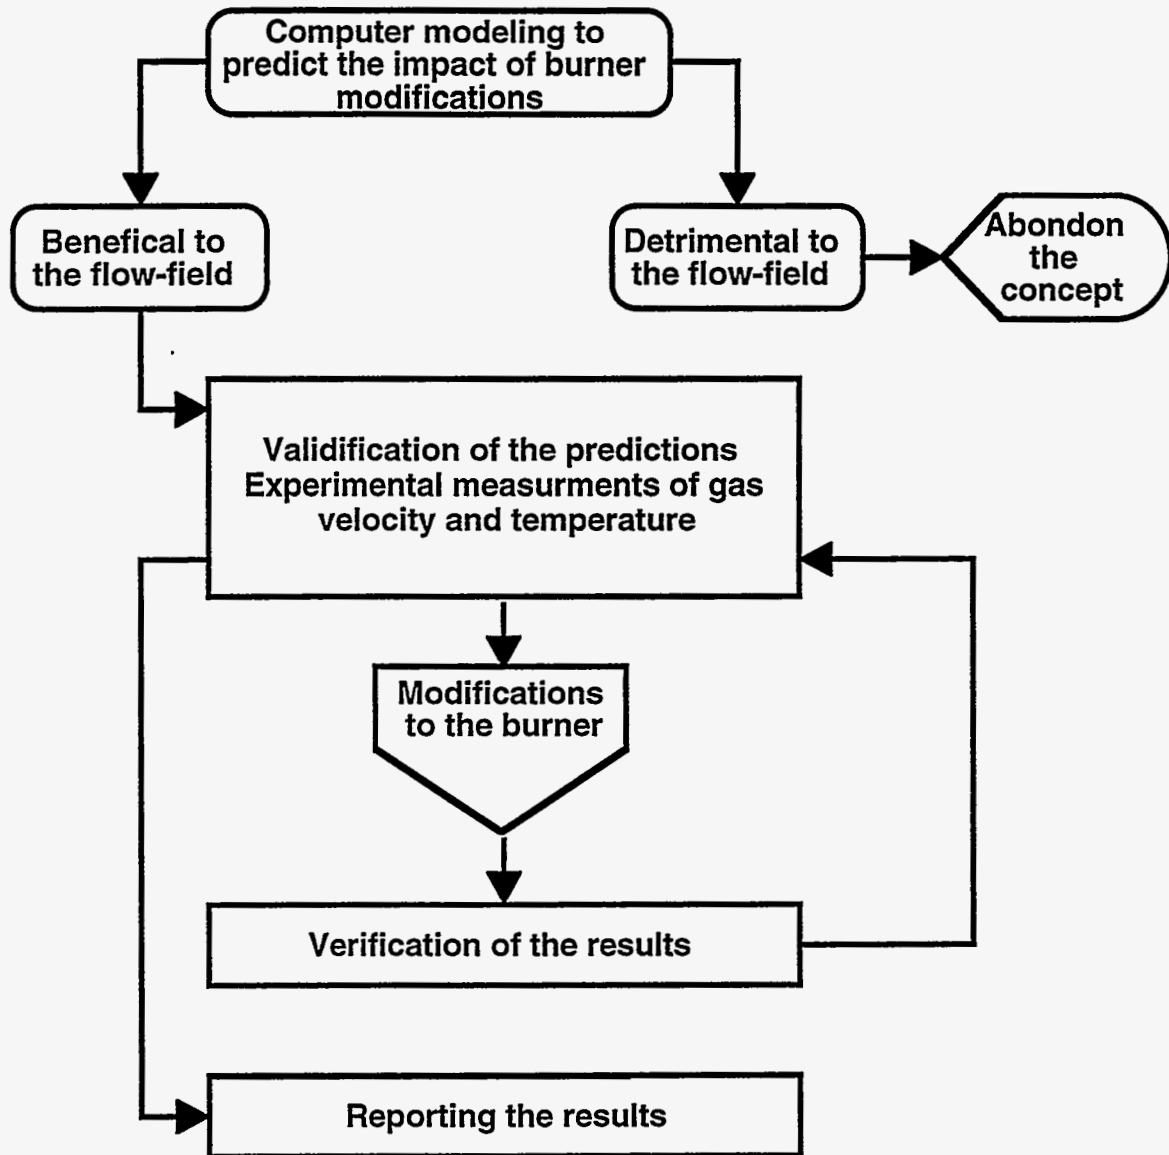 Computer modeling to
predict the impact of burner
modifications
Benefical to
the flow-field
Detrimental to
the flow-field
Abondon
the
concept
Validification of the predictions
Experimental measurments of gas
velocity and temperature
Modifications
to the burner
Verification of the results
Reporting the results